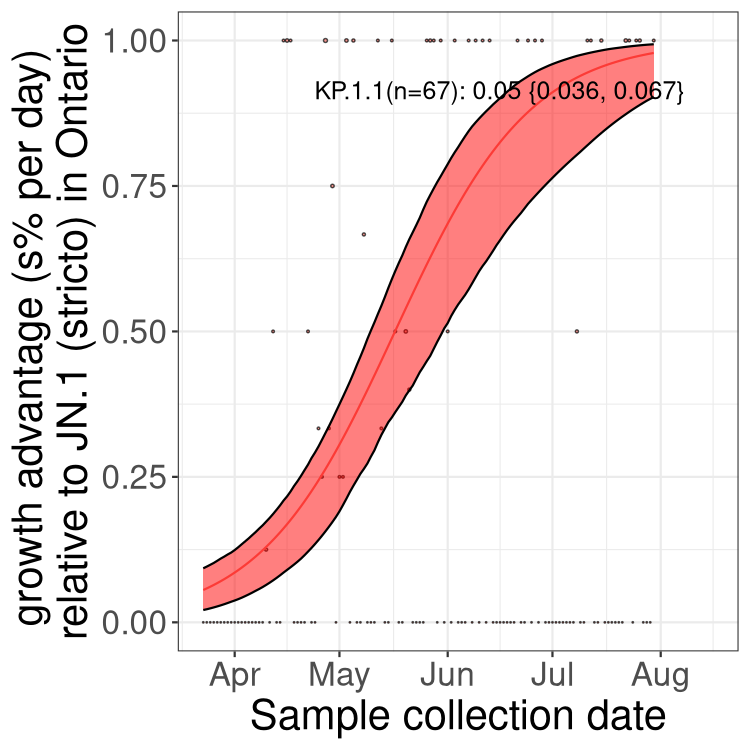 growth advantage (s% per day)
relative to JN.1 (stricto) in Ontario
1.00
0.75
0.50
0.25
0.00
KP.1.1(n=67): 0.05 {0.036, 0.067}
Apr May Jun Jul Aug
Sample collection date